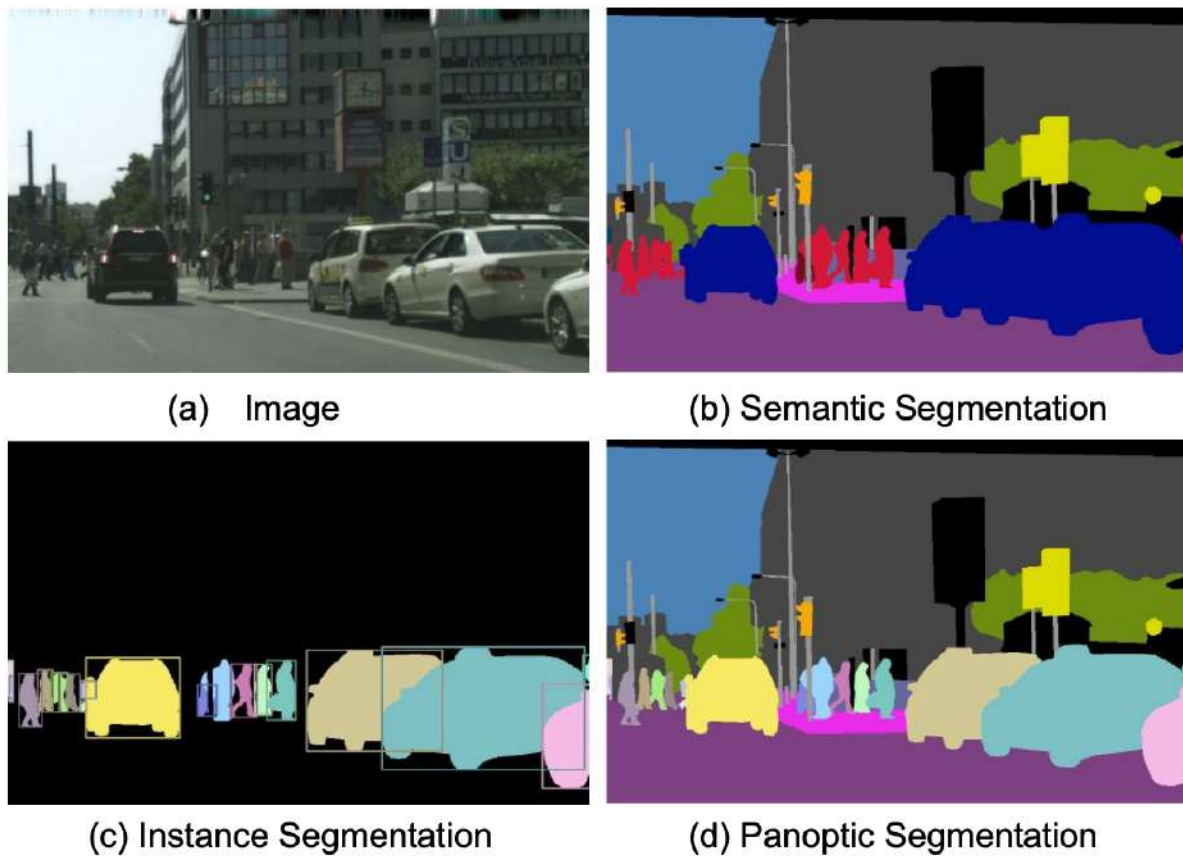 S
U
(a) Image
(b) Semantic Segmentation
(c) Instance Segmentation
(d) Panoptic Segmentation